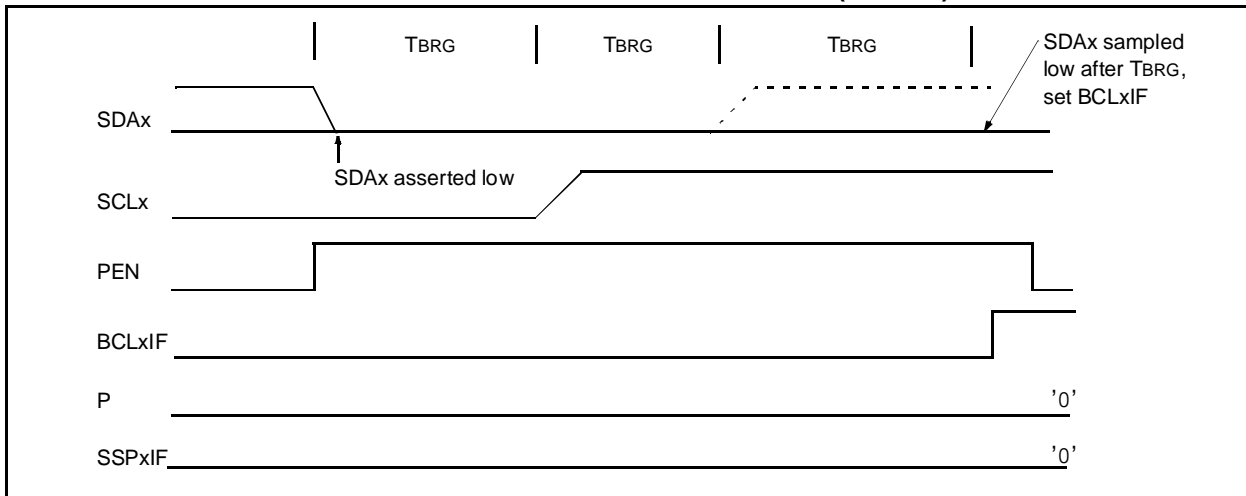 TBRG TBRG TBRG
SDAx sampled
low after TBRG,
set BCLxIF
SDAx
SDAx asserted low
SCLx
PEN
BCLxIF
P '0'
SSPxIF '0'